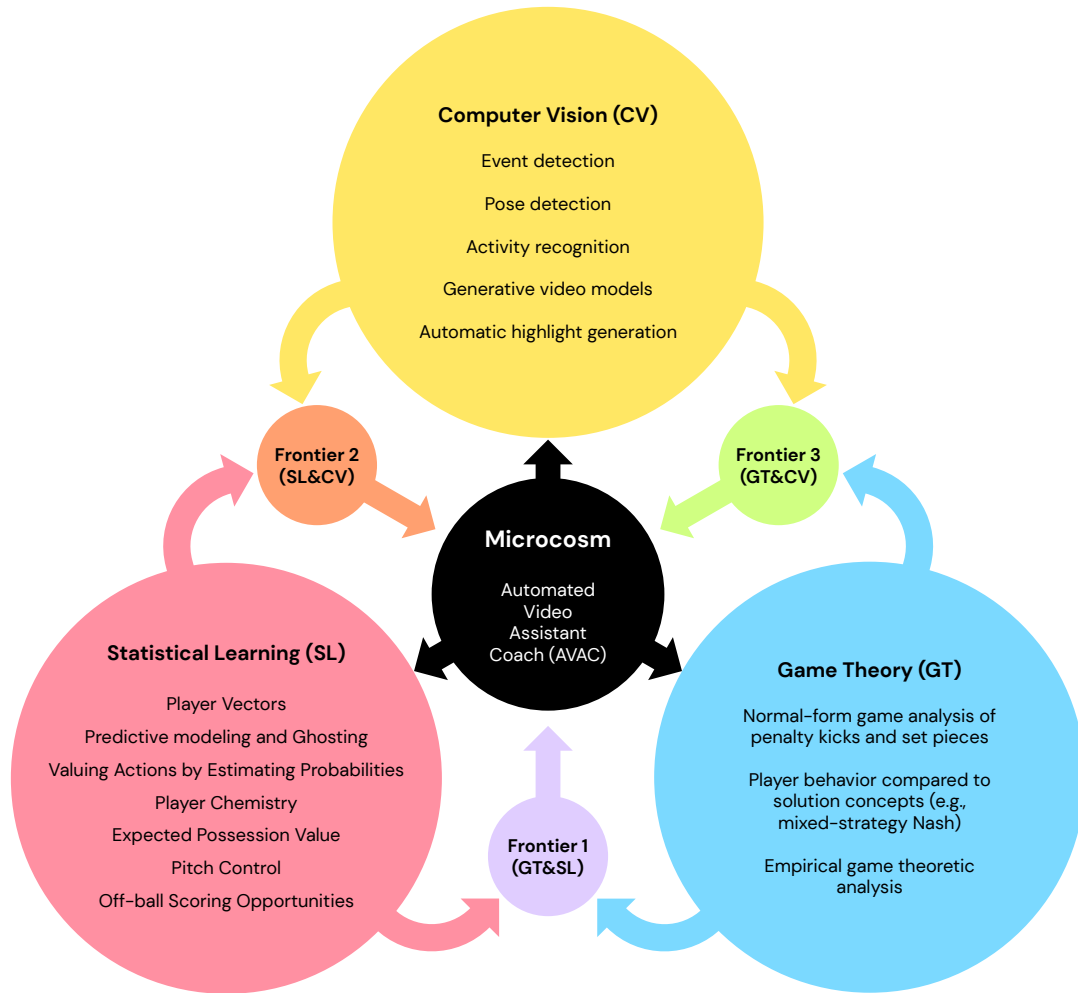 Computer Vision (CV)
Event detection
Pose detection
Activity recognition
Generative video models
Automatic highlight generation
Frontier 2
(SL&CV)
Frontier 3
(GT&CV)
Microcosm
Automated
Video
Assistant
Coach (AVAC)
Statistical Learning (SL)
Player Vectors
Predictive modeling and Ghosting
Valuing Actions by Estimating Probabilities
Player Chemistry
Expected Possession Value
Pitch Control
Off-ball Scoring Opportunities
Game Theory (GT)
Normal-form game analysis of
penalty kicks and set pieces
Player behavior compared to
solution concepts (e.g.,
mixed-strategy Nash)
Empirical game theoretic
analysis
Frontier 1
(GT&SL)